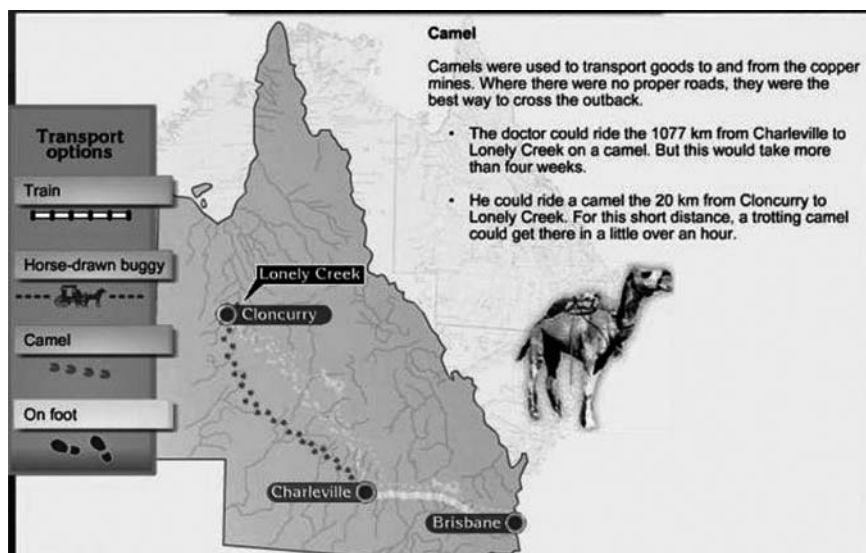 Camel
Camels were used to transport goods to and from the copper
mines. Where there were no proper roads, they were the
best way to cross the outback.
• The doctor could ride the 1077 km from Charleville to
Lonely Creek on a camel. But this would take more
than four weeks.
• He could ride a camel the 20 km from Cloncurry to
Lonely Creek. For this short distance, a trotting camel
could get there in a little over an hour.
Transport
options
Train
Horse-drawn buggy
Camel
On foot
Lonely Creek
Cloncurry
Charleville
Brisbane